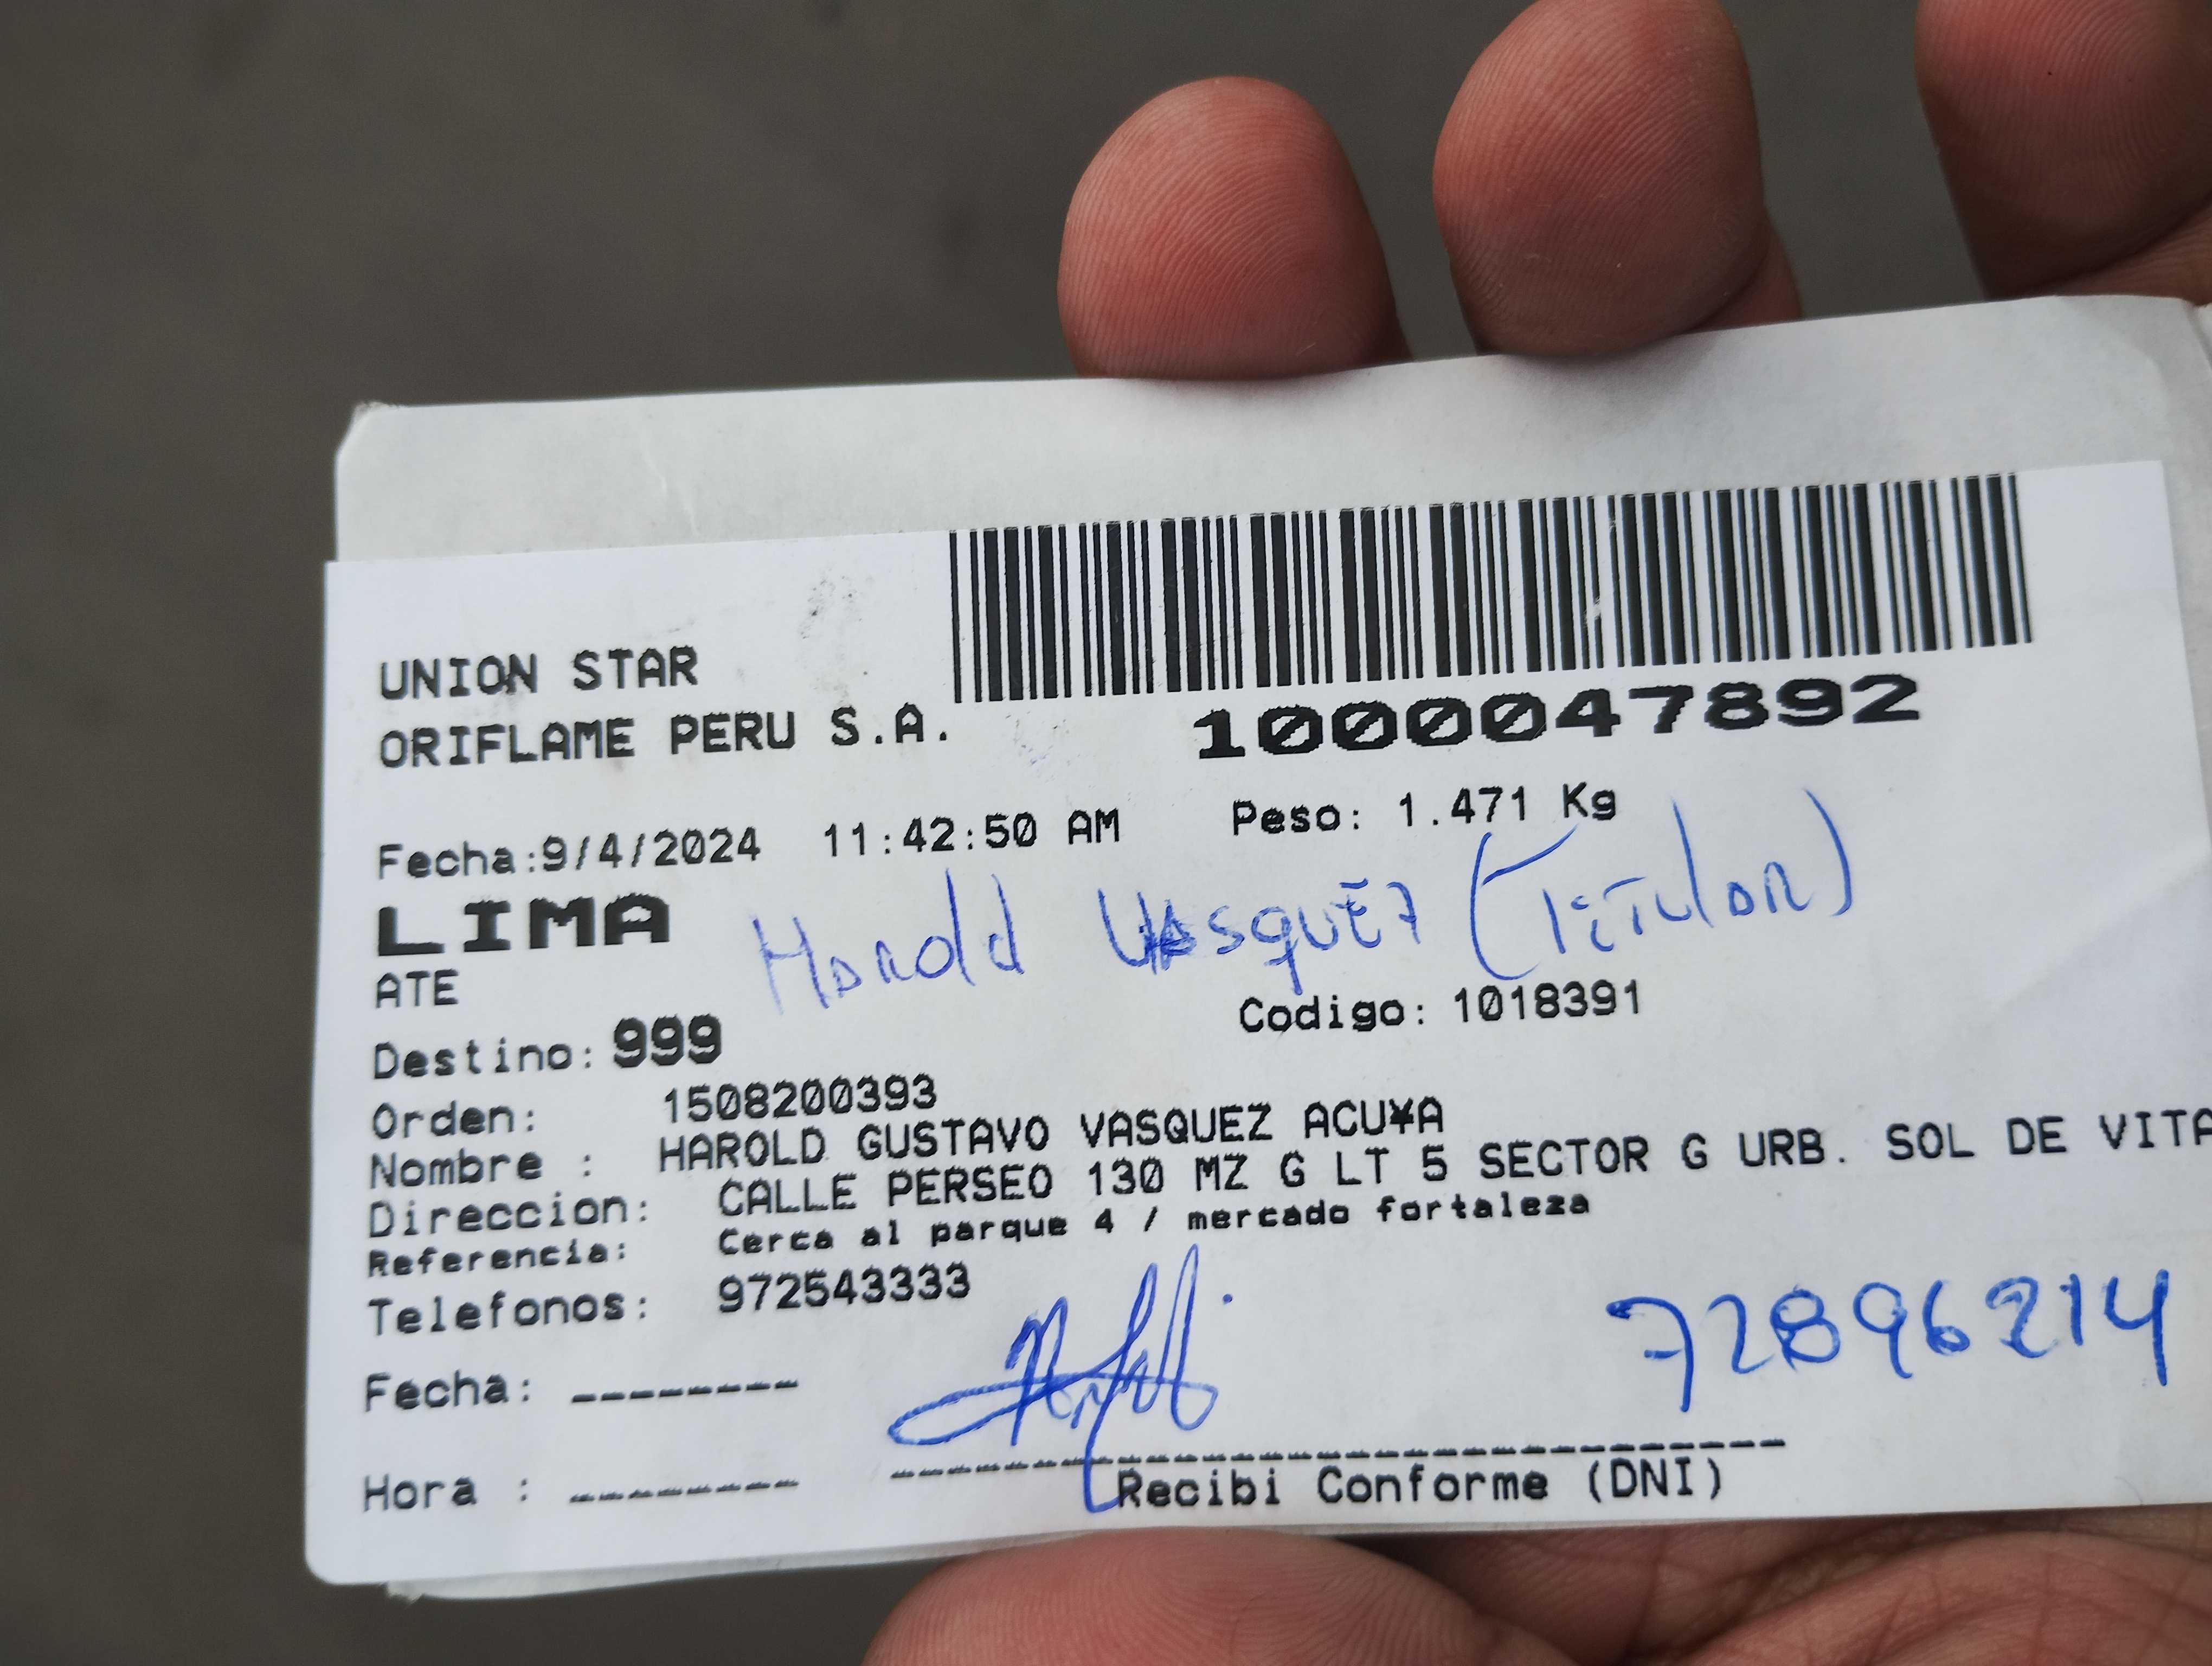 UNION STAR
ORIFLAME PERU S.A.
1000047892
Fecha:9/4/2024 11:42:50 AM Peso: 1.471 Kg
LIMA
Harold Vasquez (Titular)
ATE
Codigo: 1018391
Destino: 999
Orden: 1508200393
Nombre : HAROLD GUSTAVO VASQUEZ ACU¥A
Direccion: CALLE PERSEO 130 MZ G LT 5 SECTOR G URB. SOL DE VITA
Referencia: Cerca al parque 4 / mercado fortaleza
Telefonos: 972543333
72896214
Fecha: --------
Hora : --------
Recibi Conforme (DNI)